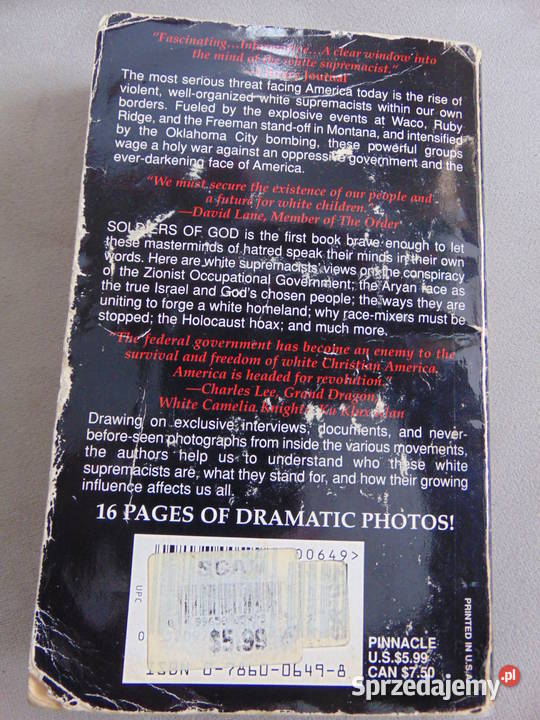 "Fascinating...Informative...A clear window into
the mind of the white supremacist."
Journal
The most serious threat facing America today is the rise of
violent, well-organized white supremacists within our own
borders. Fueled by the explosive events at Waco, Ruby
Ridge, and the Freeman stand-off in Montana, and intensified
by the Oklahoma City bombing, these powerful groups
wage a holy war against an oppressive government and the
ever-darkening face of America.
"We must secure the existence of our people and
a future for white children."
—David Lane, Member of The Order
SOLDIERS OF GOD is the first book brave enough to let
these masterminds of hatred speak their minds in their own
words. Here are white supremacists' views on the conspiracy
of the Zionist Occupational Government; the Aryan race as
the true Israel and God's chosen people; the ways they are
uniting to forge a white homeland; why race-mixers must be
stopped; the Holocaust hoax; and much more.
"The federal government has become an enemy to the
survival and freedom of white Christian America.
America is headed for revolution."
—Charles Lee, Grand Dragon,
White Camelia Knights Ku Klux Klan
Drawing on exclusive interviews, documents, and never-
before-seen photographs from inside the various movements,
the authors help us to understand who these white
supremacists are, what they stand for, and how their growing
influence affects us all.
16 PAGES OF DRAMATIC PHOTOS!
00649>
SCAN
UPC
0
$5.99
ISBN 0-7860-0649-8
PINNACLE
U.S.$5.99
CAN $7.50
PRINTED IN U.S.A.
Sprzedajemy.pl